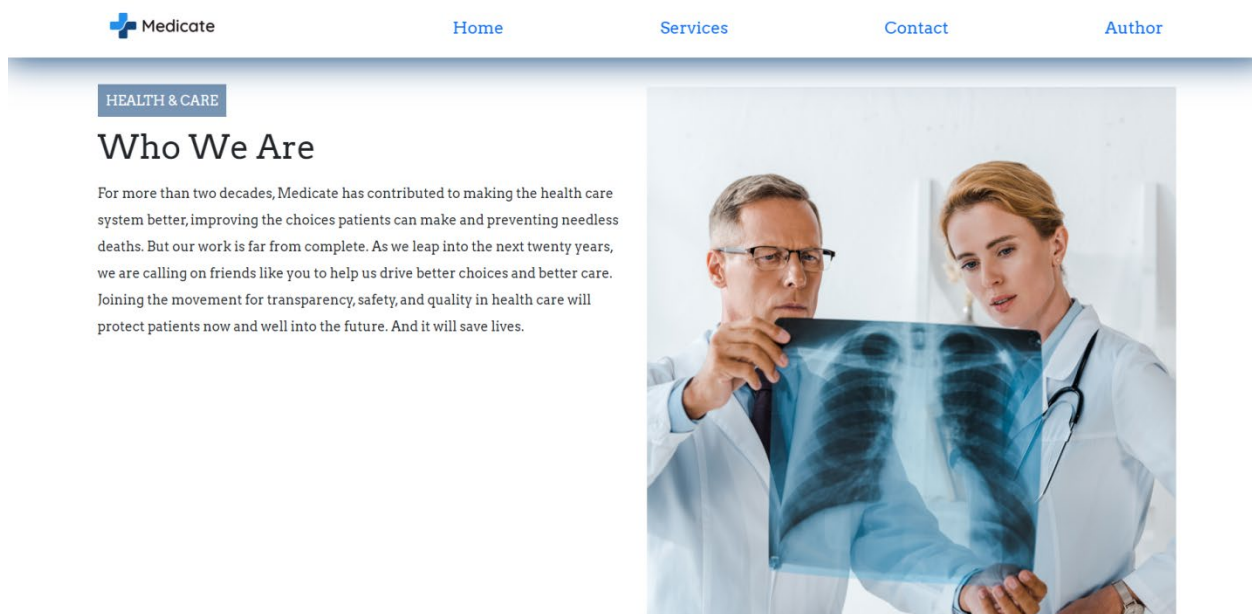 Medicate
Home
Services
Contact
Author
HEALTH & CARE
Who We Are
For more than two decades, Medicate has contributed to making the health care
system better, improving the choices patients can make and preventing needless
deaths. But our work is far from complete. As we leap into the next twenty years,
we are calling on friends like you to help us drive better choices and better care.
Joining the movement for transparency, safety, and quality in health care will
protect patients now and well into the future. And it will save lives.